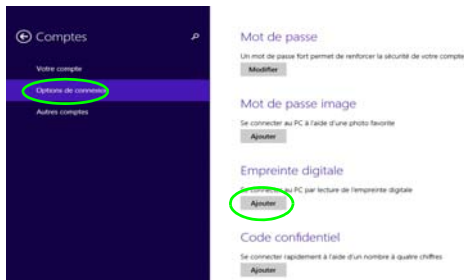 Comptes
Votre compte
Options de connexion
Autres comptes
Mot de passe
Un mot de passe fort permet de renforcer la sécurité de votre compte
Modifier
Mot de passe image
Se connecter au PC à l'aide d'une photo favorite
Ajouter
Empreinte digitale
Se connecter au PC par lecture de l'empreinte digitale
Ajouter
Code confidentiel
Se connecter rapidement à l'aide d'un nombre à quatre chiffres
Ajouter